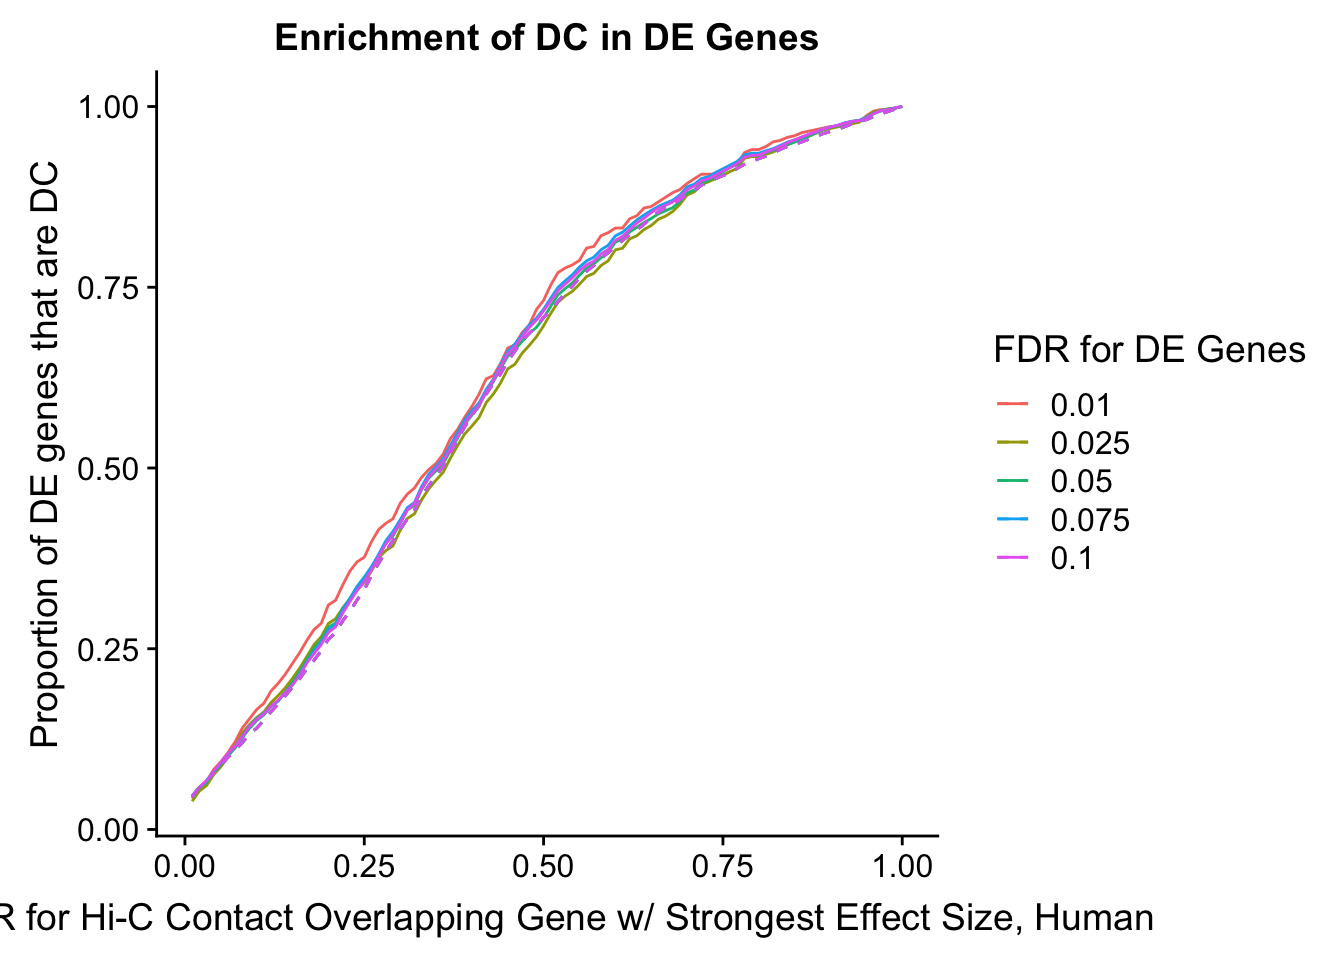 Enrichment of DC in DE Genes
Proportion of DE genes that are DC
1.00
0.75
0.50
0.25
0.00
0.00 0.25 0.50 0.75 1.00
R for Hi-C Contact Overlapping Gene w/ Strongest Effect Size, Human
FDR for DE Genes
0.01
0.025
0.05
0.075
0.1